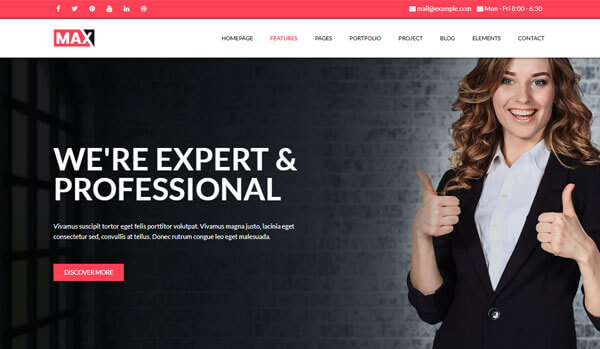 mail@example.com Mon - Fri 8:00 - 6:30
MAX
HOMEPAGE FEATURES PAGES PORTFOLIO PROJECT BLOG ELEMENTS CONTACT
WE'RE EXPERT &
PROFESSIONAL
Vivamus suscipit tortor eget felis porttitor volutpat. Vivamus magna justo, lacinia eget
consectetur sed, convallis at tellus. Donec rutrum congue leo eget malesuada.
DISCOVER MORE